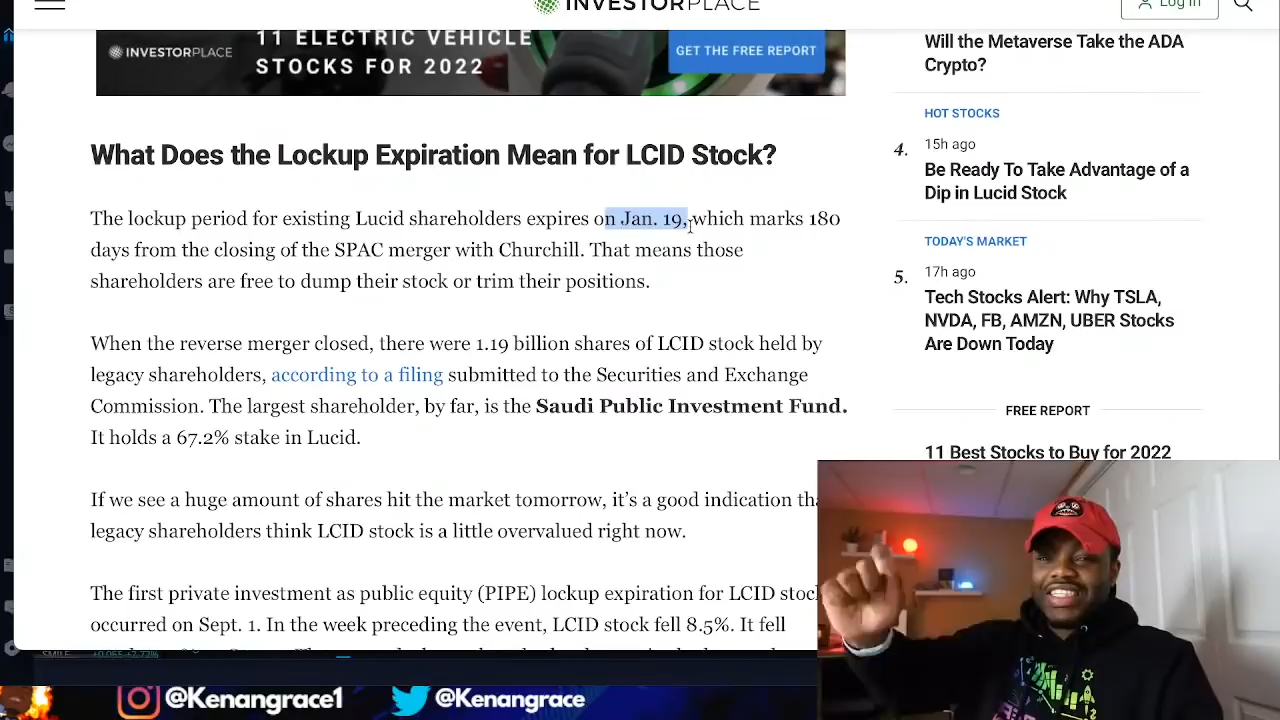 INVESTORPLACE
Log in
INVESTORPLACE
11 ELECTRIC VEHICLE
STOCKS FOR 2022
GET THE FREE REPORT
What Does the Lockup Expiration Mean for LCID Stock?
The lockup period for existing Lucid shareholders expires on Jan. 19, which marks 180
days from the closing of the SPAC merger with Churchill. That means those
shareholders are free to dump their stock or trim their positions.
When the reverse merger closed, there were 1.19 billion shares of LCID stock held by
legacy shareholders, according to a filing submitted to the Securities and Exchange
Commission. The largest shareholder, by far, is the Saudi Public Investment Fund.
It holds a 67.2% stake in Lucid.
If we see a huge amount of shares hit the market tomorrow, it's a good indication
legacy shareholders think LCID stock is a little overvalued right now.
The first private investment as public equity (PIPE) lockup expiration for LCID
occurred on Sept. 1. In the week preceding the event, LCID stock fell 8.5%. It fell
Will the Metaverse Take the ADA
Crypto?
HOT STOCKS
4. 15h ago
Be Ready To Take Advantage of a
Dip in Lucid Stock
TODAY'S MARKET
5. 17h ago
Tech Stocks Alert: Why TSLA,
NVDA, FB, AMZN, UBER Stocks
Are Down Today
FREE REPORT
11 Best Stocks to Buy for 2022
@Kenangrace1
@Kenangrace